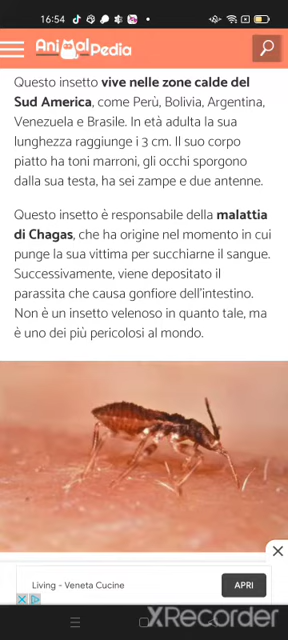 16:54
AnimalPedia
Questo insetto vive nelle zone calde del
Sud America, come Perù, Bolivia, Argentina,
Venezuela e Brasile. In età adulta la sua
lunghezza raggiunge i 3 cm. Il suo corpo
piatto ha toni marroni, gli occhi sporgono
dalla sua testa, ha sei zampe e due antenne.
Questo insetto è responsabile della malattia
di Chagas, che ha origine nel momento in cui
punge la sua vittima per succhiarne il sangue.
Successivamente, viene depositato il
parassita che causa gonfiore dell'intestino.
Non è un insetto velenoso in quanto tale, ma
è uno dei più pericolosi al mondo.
Living - Veneta Cucine
APRI
XRecorder